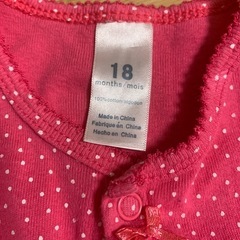 18
months/mois
Made in China
Fabriqué en Chine
Hecho en China